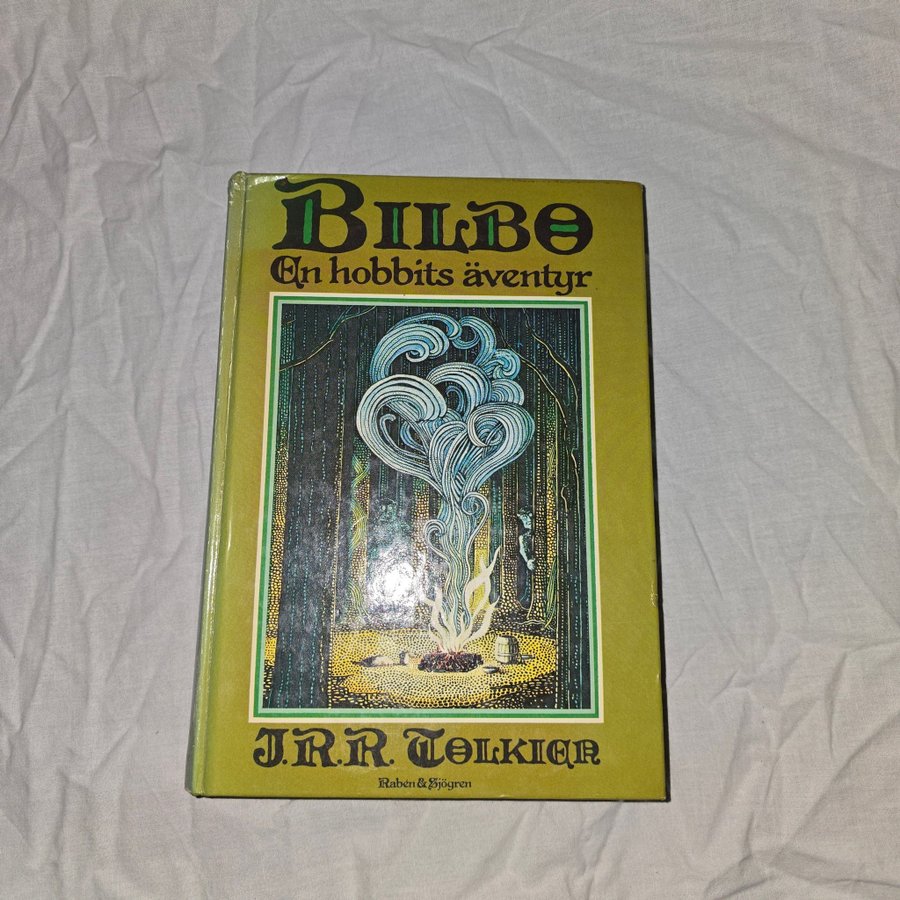 BILBO
En hobbits äventyr
J.R.R. TOLKIEN
Rabén & Sjögren